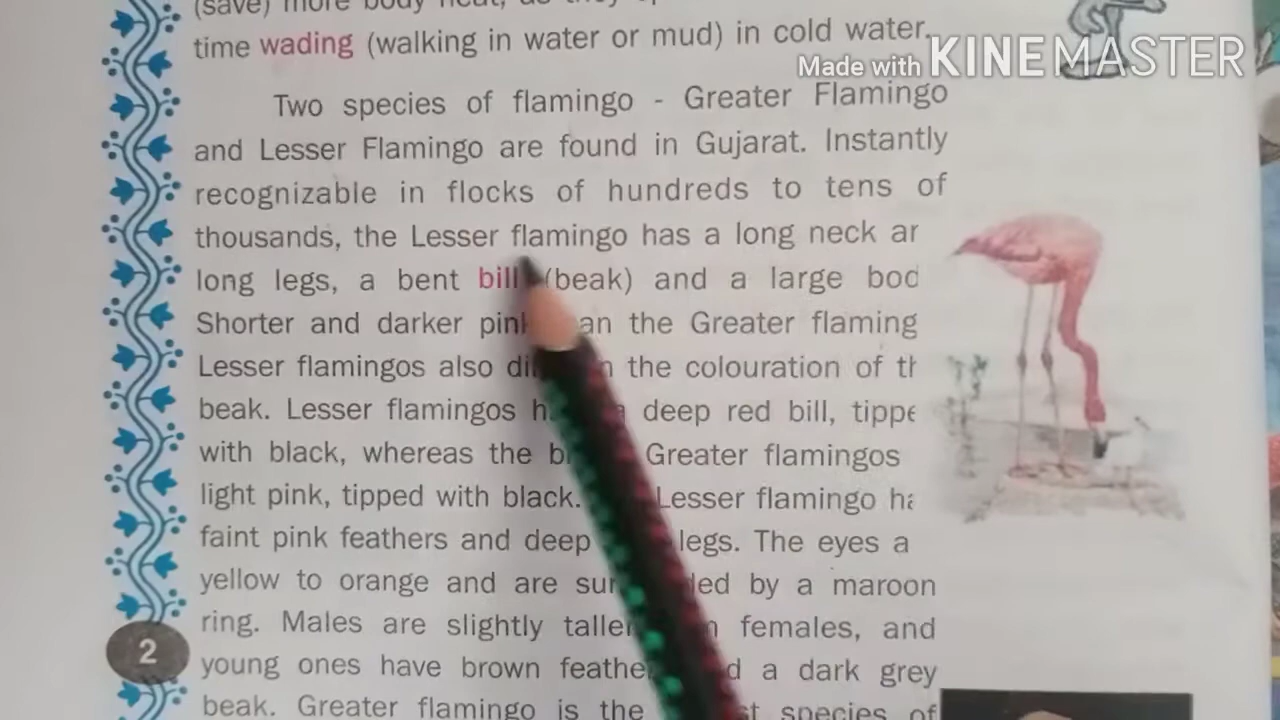 (save) more body heat, as they
time wading (walking in water or mud) in cold water.
Made with KINEMASTER
Two species of flamingo - Greater Flamingo
and Lesser Flamingo are found in Gujarat. Instantly
recognizable in flocks of hundreds to tens of
thousands, the Lesser flamingo has a long neck ar
long legs, a bent bill (beak) and a large bod
Shorter and darker pink an the Greater flaming
Lesser flamingos also di the colouration of th
beak. Lesser flamingos h a deep red bill, tippe
with black, whereas the b Greater flamingos
light pink, tipped with black. Lesser flamingo ha
faint pink feathers and deep legs. The eyes a
yellow to orange and are sur ded by a maroon
ring. Males are slightly taller females, and
2
young ones have brown feathe d a dark grey
beak. Greater flamingo is the st species of